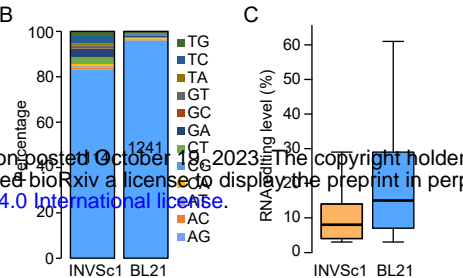 B
C
100
80
60
40
20
0
Percentage
1241
INVSc1 BL21
TG
TC
TA
GT
GC
GA
CT
CG
CA
AT
AC
AG
RNA editing level (%)
60
50
40
30
20
10
0
INVSc1 BL21
on posted October 19, 2023. The copyright holder
ed bioRxiv a license to display the preprint in perp
4.0 International license.